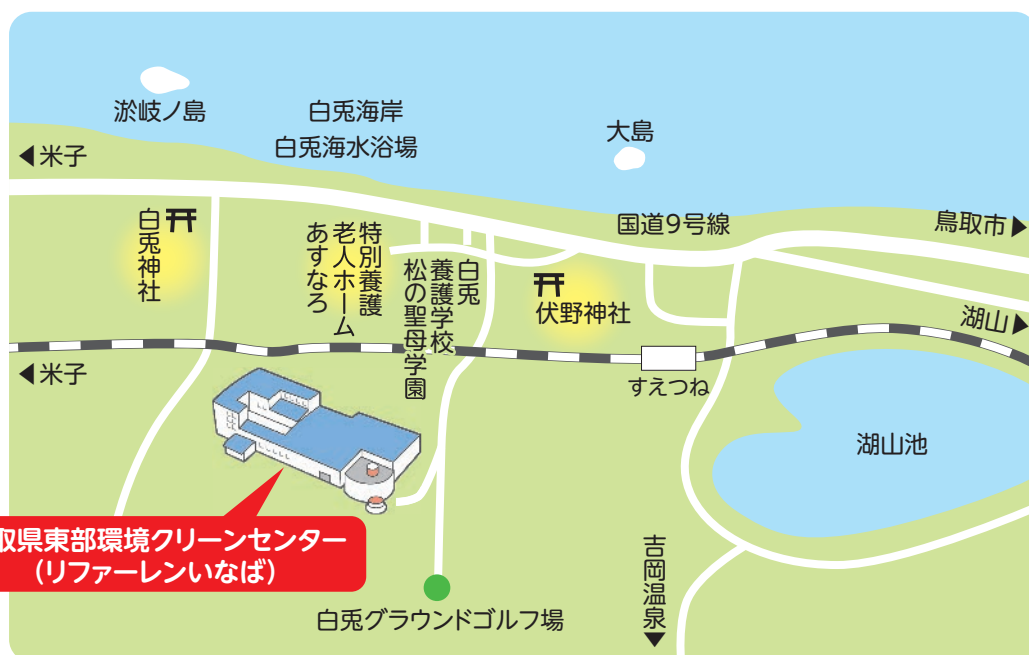 淤岐ノ島
白兎海岸
白兎海水浴場
大島
◀米子
国道9号線
鳥取市▶
白兎神社
特別養護
老人ホーム
あすなろ
白兎
養護学校
松の聖母学園
伏野神社
湖山▶
◀米子
すえつね
湖山池
取県東部環境クリーンセンター
(リファーレンいなば)
吉岡温泉▼
白兎グラウンドゴルフ場